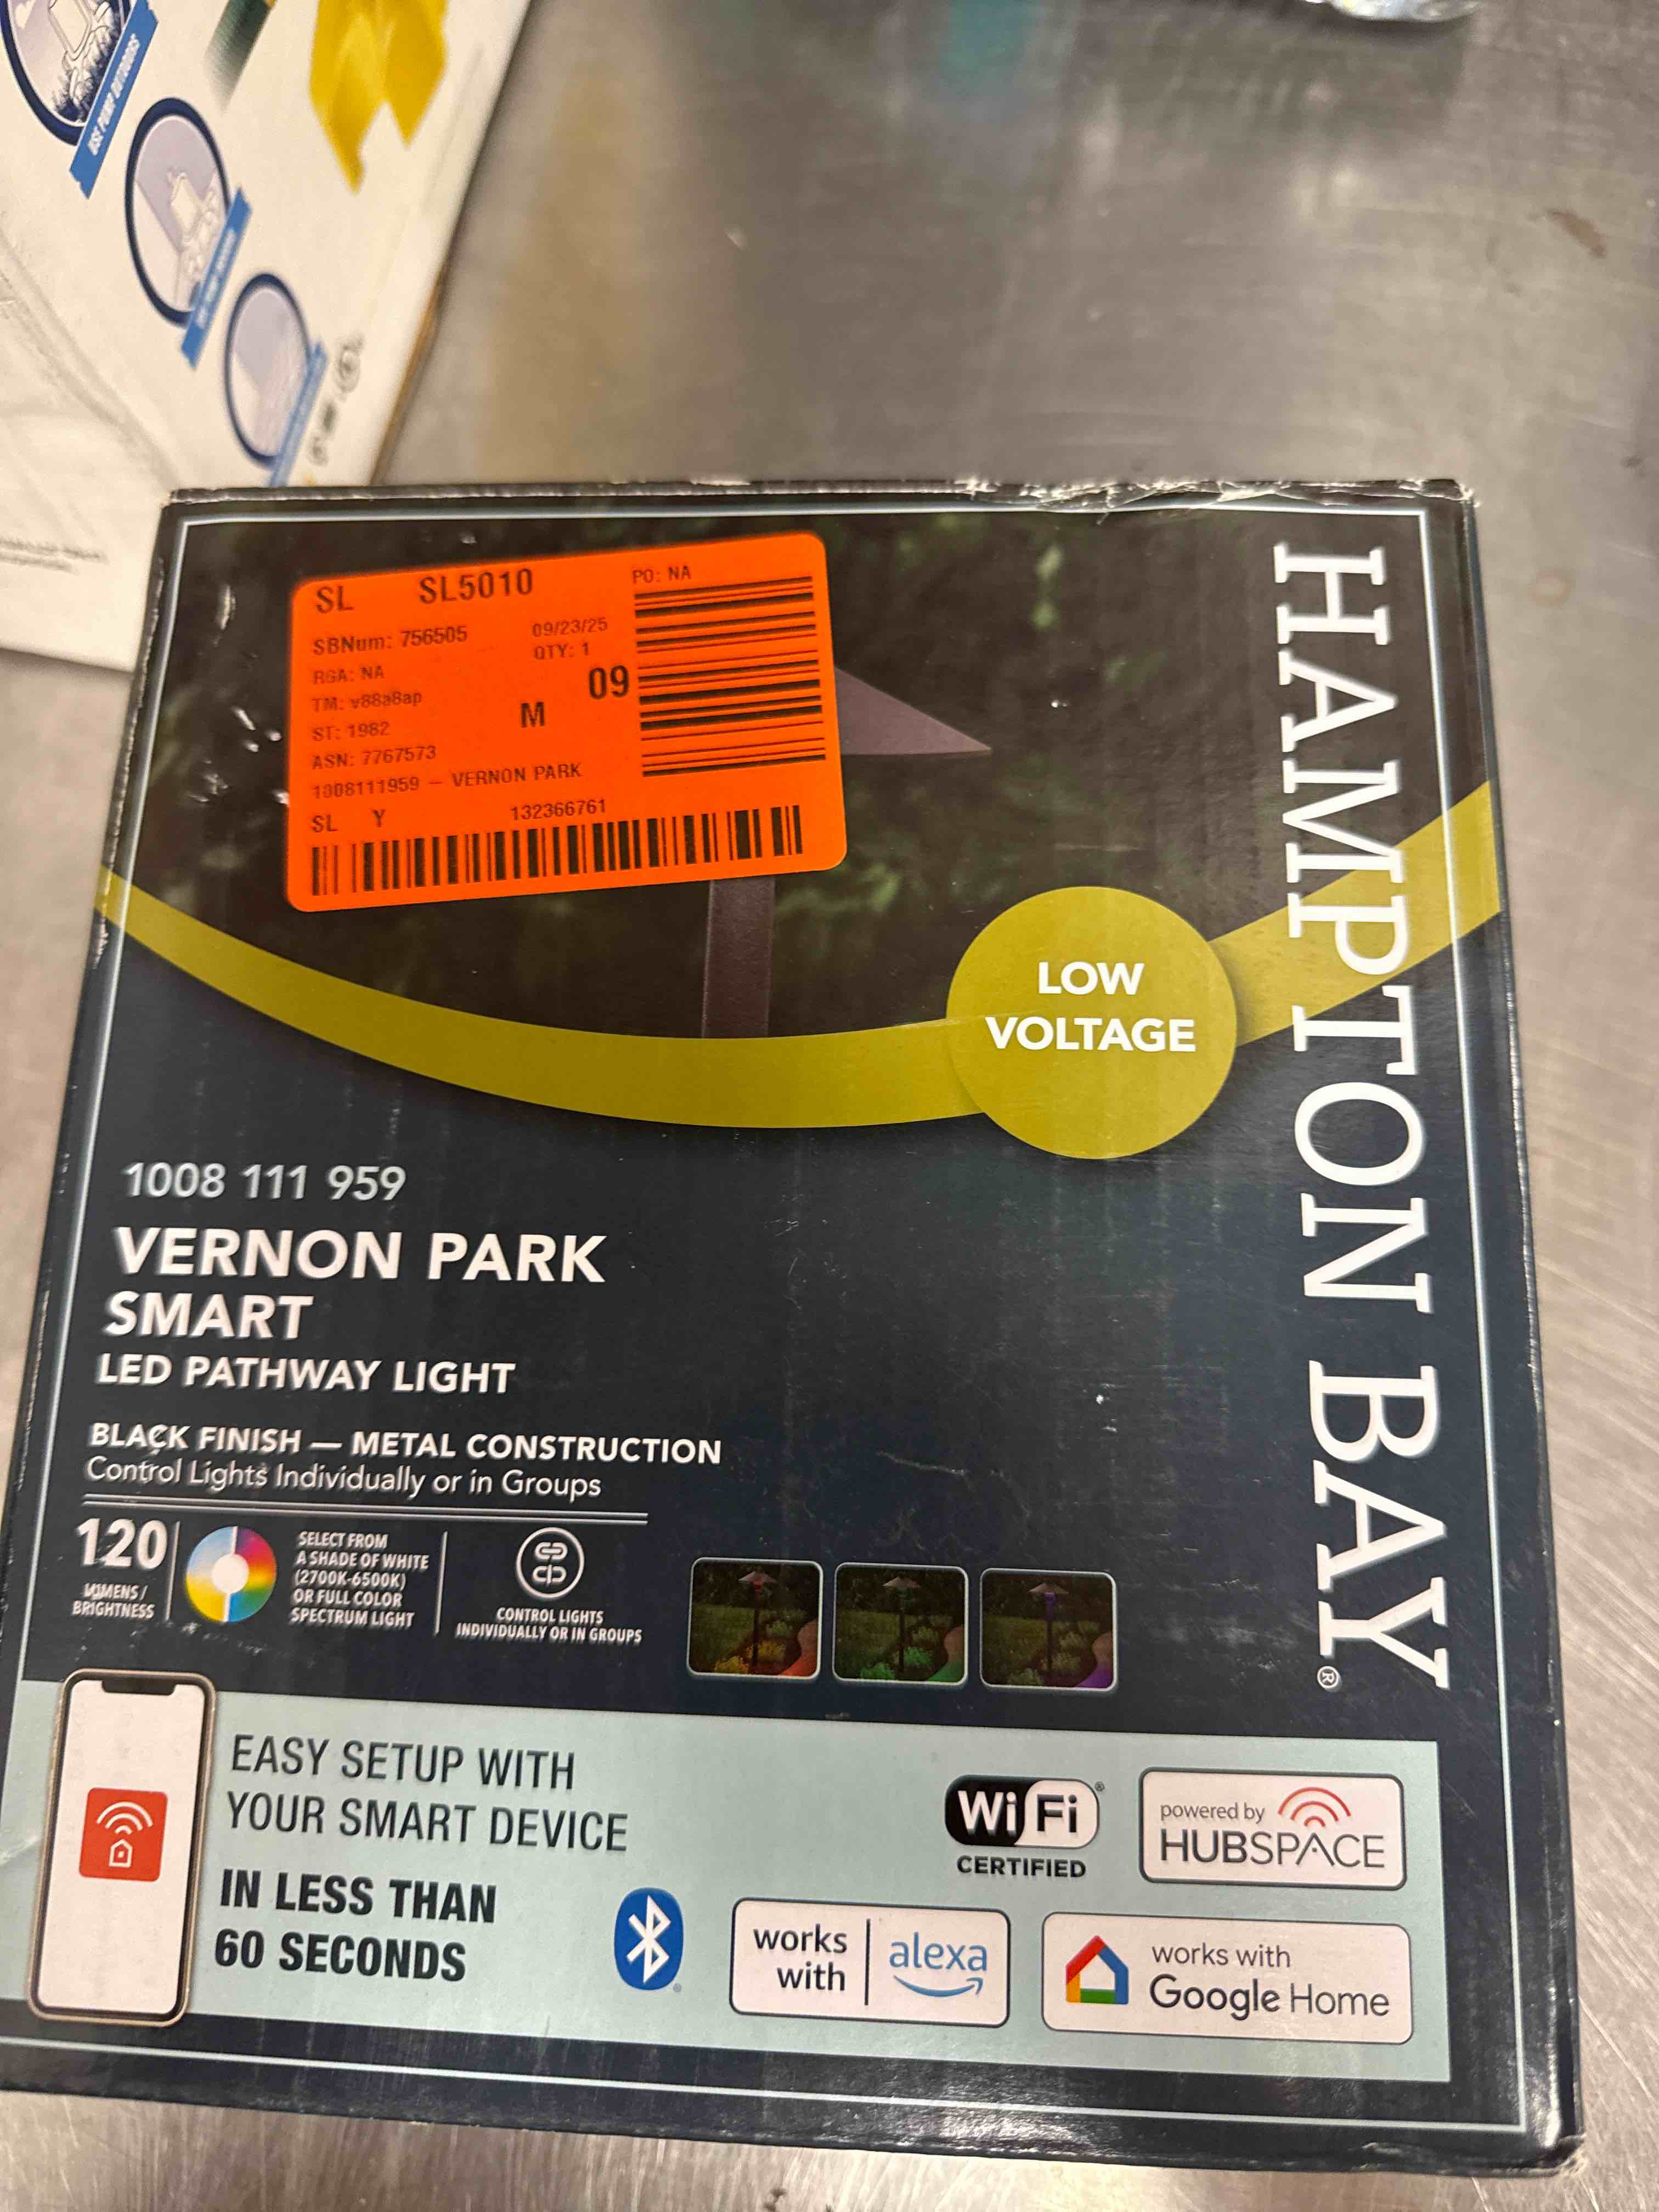 USE PUMP OUTDOORS
SL SL5010 PO: NA
SBNum: 756505 09/23/25
QTY: 1
RGA: NA
TM: v88a8ap
M 09
ST: 1982
ASN: 7767573
1008111959 – VERNON PARK
SL Y 132366761
HAMPTON BAY®
LOW
VOLTAGE
1008 111 959
VERNON PARK
SMART
LED PATHWAY LIGHT
BLACK FINISH — METAL CONSTRUCTION
Control Lights Individually or in Groups
120
LUMENS /
BRIGHTNESS
SELECT FROM
A SHADE OF WHITE
(2700K-6500K)
OR FULL COLOR
SPECTRUM LIGHT
CONTROL LIGHTS
INDIVIDUALLY OR IN GROUPS
EASY SETUP WITH
YOUR SMART DEVICE
IN LESS THAN
60 SECONDS
WiFi®
CERTIFIED
powered by
HUBSPACE
works
with
alexa
works with
Google Home